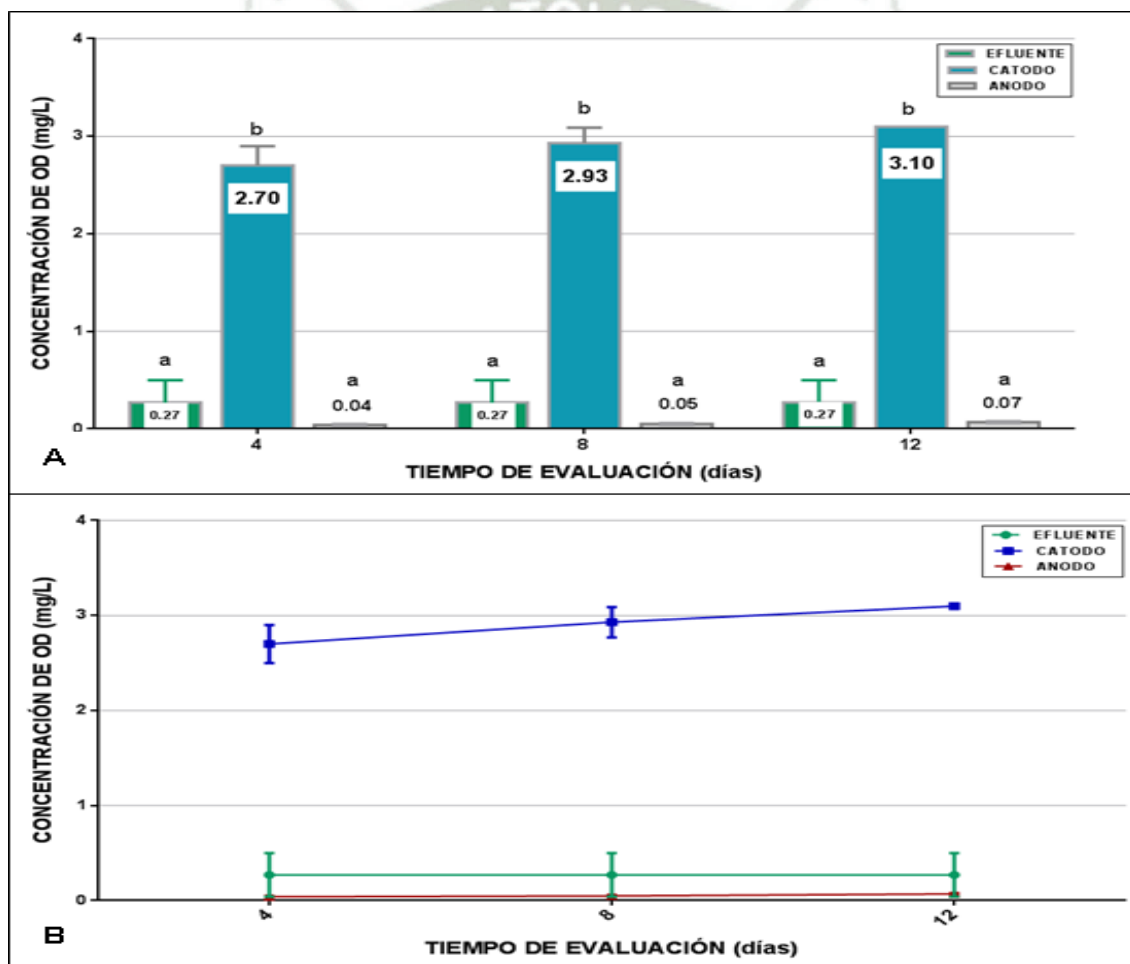 4
EFLUENTE
CATODO
ANODO
b
b
b
3
2.70
2.93
3.10
CONCENTRACIÓN DE OD (mg/L)
2
1
a
a
a
a
a
a
0.27
0.04
0.27
0.05
0.27
0.07
0
4
8
12
A
TIEMPO DE EVALUACIÓN (días)
4
EFLUENTE
CATODO
ANODO
3
CONCENTRACIÓN DE OD (mg/L)
2
1
0
4
8
12
B
TIEMPO DE EVALUACIÓN (días)